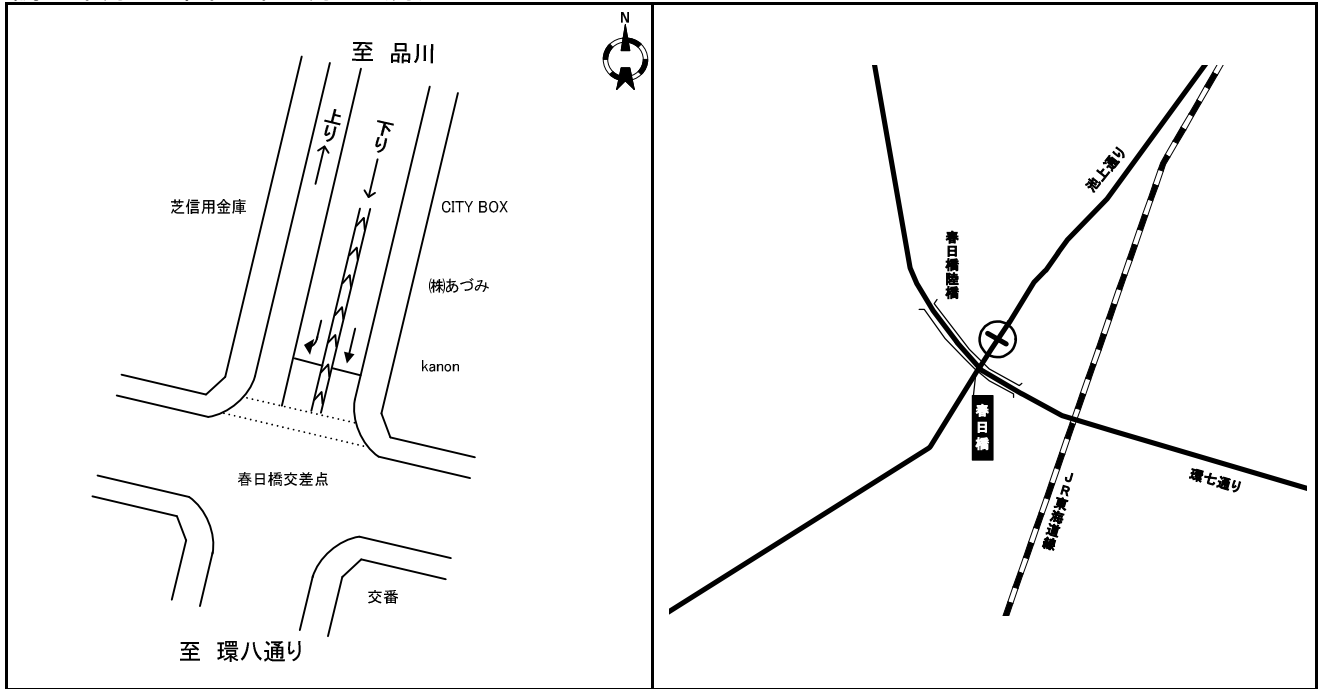 至 品川
N
上り
下り
芝信用金庫
CITY BOX
㈱あづみ
kanon
春日橋交差点
交番
至 環八通り
池上通り
春日橋陸橋
春日橋
環七通り
JR東海道線